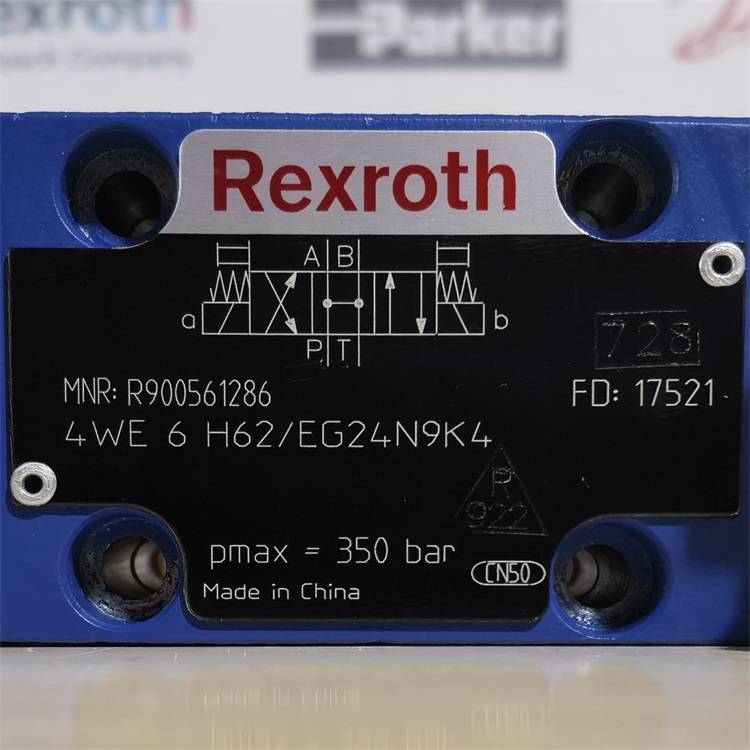 Rexroth
Parker
Rexroth
A B
a b
P T
728
MNR: R900561286
FD: 17521
4WE 6 H62/EG24N9K4
R
922
pmax = 350 bar
CN50
Made in China